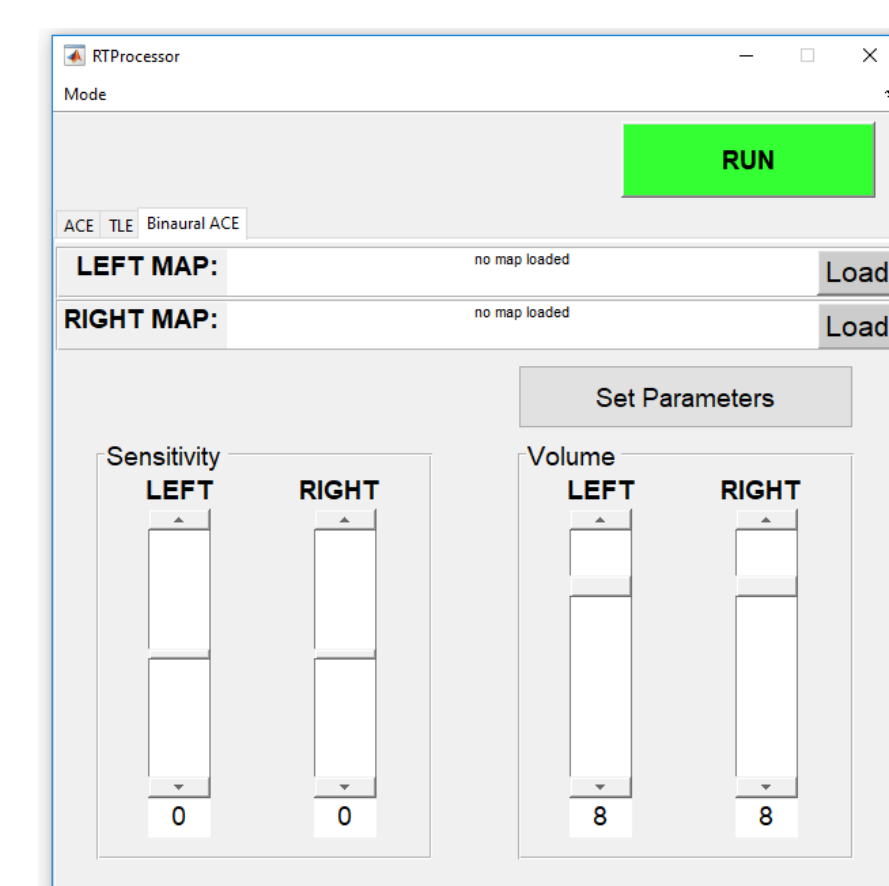 RTProcessor
Mode
RUN
ACE TLE Binaural ACE
LEFT MAP: no map loaded Load
RIGHT MAP: no map loaded Load
Set Parameters
Sensitivity Volume
LEFT RIGHT LEFT RIGHT
0 0 8 8